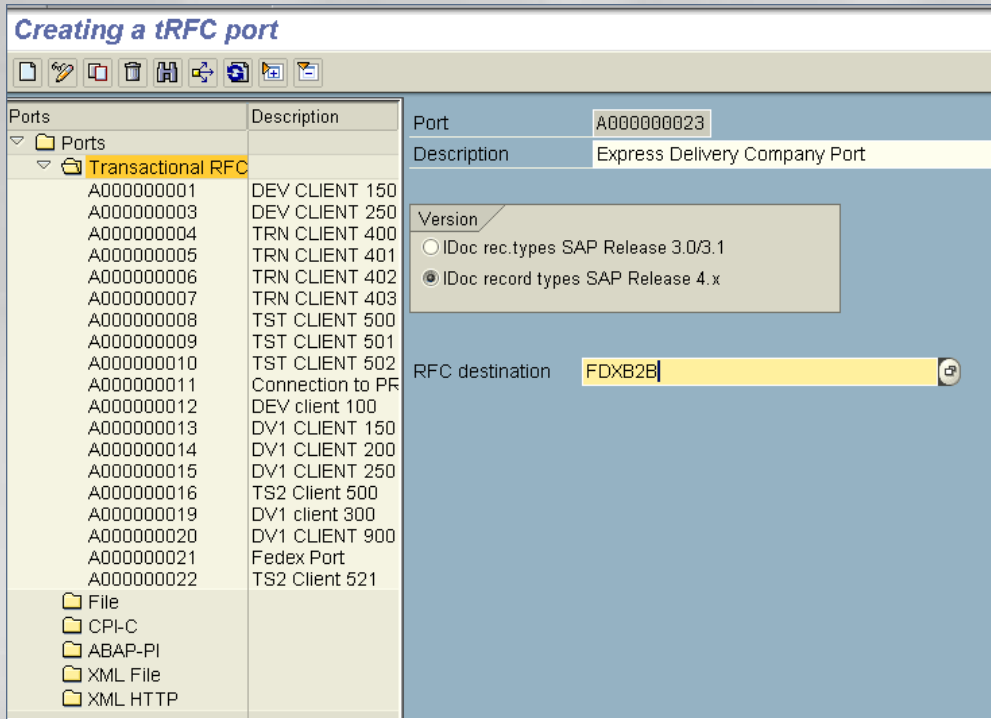 Creating a tRFC port
Ports Description
Ports
Transactional RFC
A000000001 DEV CLIENT 150
A000000003 DEV CLIENT 250
A000000004 TRN CLIENT 400
A000000005 TRN CLIENT 401
A000000006 TRN CLIENT 402
A000000007 TRN CLIENT 403
A000000008 TST CLIENT 500
A000000009 TST CLIENT 501
A000000010 TST CLIENT 502
A000000011 Connection to PR
A000000012 DEV client 100
A000000013 DV1 CLIENT 150
A000000014 DV1 CLIENT 200
A000000015 DV1 CLIENT 250
A000000016 TS2 Client 500
A000000019 DV1 client 300
A000000020 DV1 CLIENT 900
A000000021 Fedex Port
A000000022 TS2 Client 521
File
CPI-C
ABAP-PI
XML File
XML HTTP
Port A000000023
Description Express Delivery Company Port
Version
IDoc rec.types SAP Release 3.0/3.1
IDoc record types SAP Release 4.x
RFC destination FDXB2B